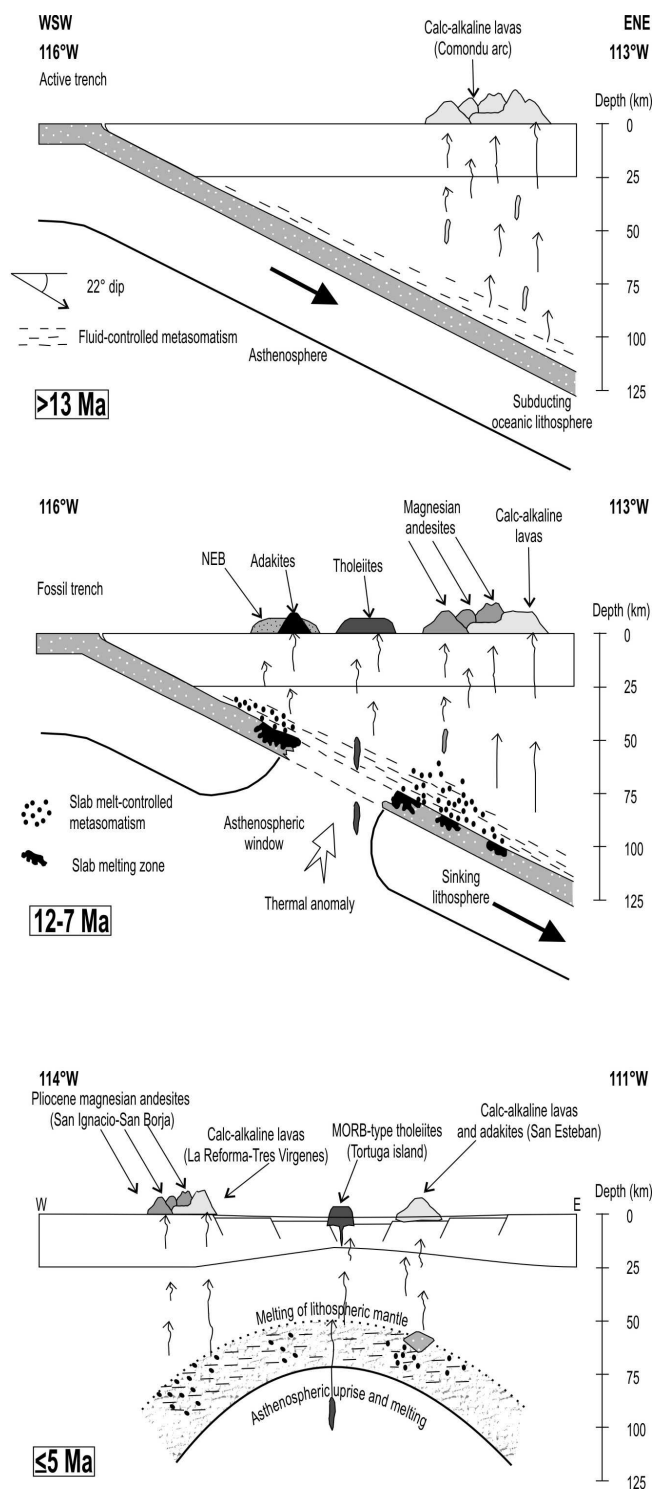 WSW
ENE
116°W
113°W
Active trench
Calc-alkaline lavas
(Comondu arc)
Depth (km)
0
25
50
75
100
125
22° dip
Fluid-controlled metasomatism
Asthenosphere
Subducting
oceanic lithosphere
>13 Ma
116°W
113°W
Fossil trench
NEB
Adakites
Tholeiites
Magnesian
andesites
Calc-alkaline
lavas
Depth (km)
0
25
50
75
100
125
Slab melt-controlled
metasomatism
Slab melting zone
Asthenospheric
window
Thermal anomaly
Sinking
lithosphere
12-7 Ma
114°W
111°W
Pliocene magnesian andesites
(San Ignacio-San Borja)
Calc-alkaline lavas
(La Reforma-Tres Virgenes)
MORB-type tholeiites
(Tortuga island)
Calc-alkaline lavas
and adakites (San Esteban)
W
E
Depth (km)
0
25
50
75
100
125
Melting of lithospheric mantle
Asthenospheric uprise and melting
≤5 Ma